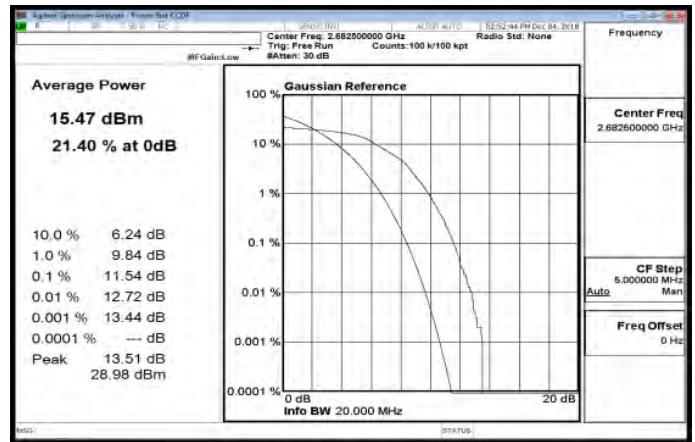 Agilent Spectrum Analyzer - Power Stat CCDF
R
SENSE:INT
ALIGN AUTO
02:52:44 PM Dec 04, 2018
Center Freq: 2.682500000 GHz
Radio Std: None
Trig: Free Run
Counts:100 k/100 kpt
#IFGain:Low
#Atten: 30 dB
Frequency
Average Power
15.47 dBm
21.40 % at 0dB
10.0 % 6.24 dB
1.0 % 9.84 dB
0.1 % 11.54 dB
0.01 % 12.72 dB
0.001 % 13.44 dB
0.0001 % --- dB
Peak 13.51 dB
28.98 dBm
Gaussian Reference
100 %
10 %
1 %
0.1 %
0.01 %
0.001 %
0.0001 %
0 dB
20 dB
Info BW 20.000 MHz
Center Freq
2.682500000 GHz
CF Step
5.000000 MHz
Auto Man
Freq Offset
0 Hz
MSG
STATUS